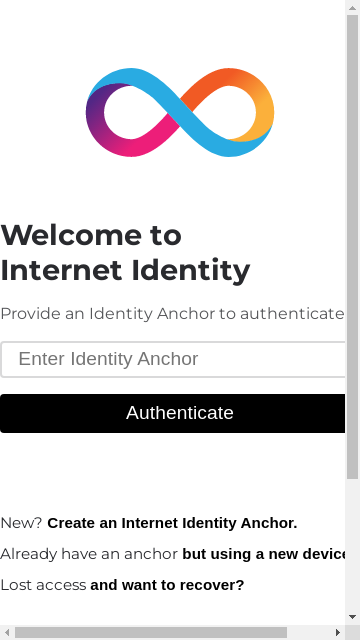 Welcome to
Internet Identity
Provide an Identity Anchor to authenticate
Enter Identity Anchor
Authenticate
New? Create an Internet Identity Anchor.
Already have an anchor but using a new device
Lost access and want to recover?